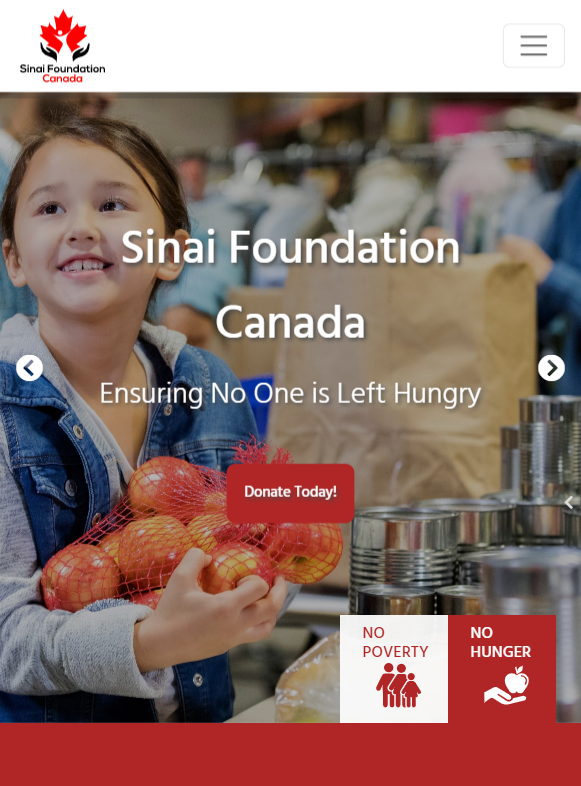 Sinai Foundation
Canada
Sinai Foundation
Canada
Ensuring No One is Left Hungry
Donate Today!
NO
POVERTY
NO
HUNGER